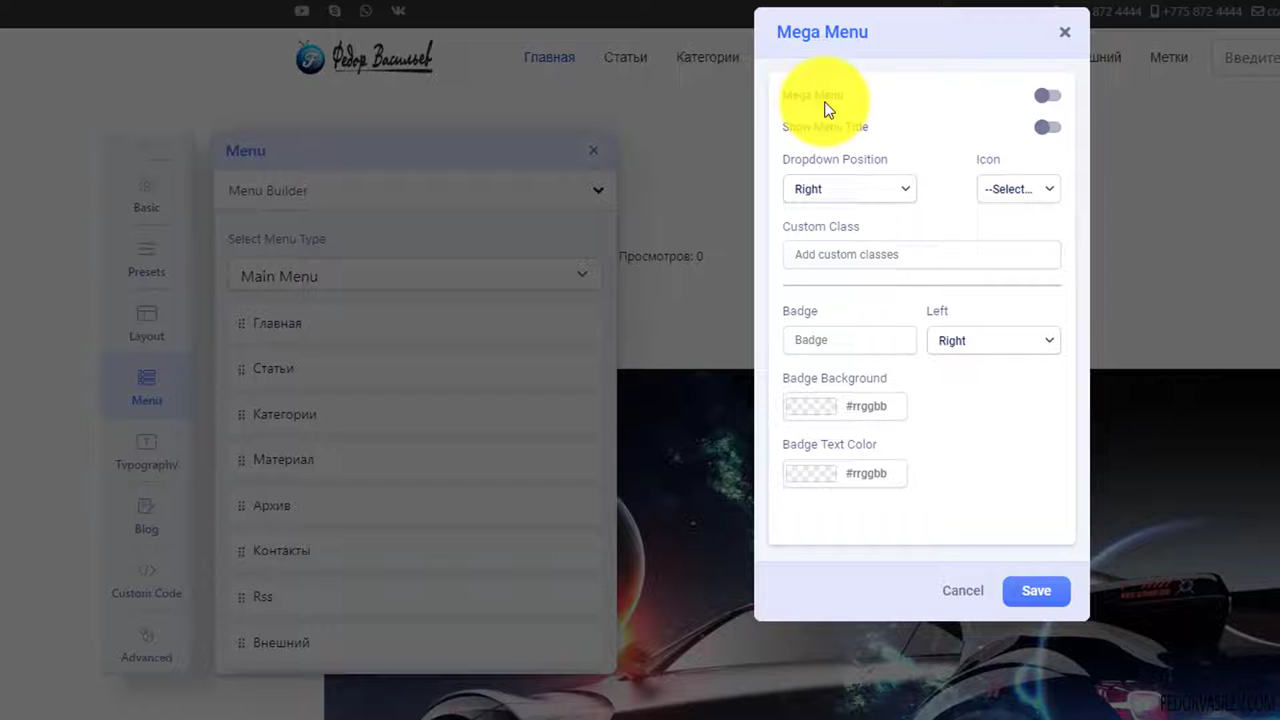 872 4444 +775 872 4444
Федор Васильев
Главная Статьи Категории Метки
Mega Menu
Mega Menu
Show Menu Title
Dropdown Position Icon
Right --Select...
Custom Class
Add custom classes
Badge Left
Badge Right
Badge Background
#rrggbb
Badge Text Color
#rrggbb
Cancel Save
Basic
Presets
Layout
Menu
Typography
Blog
Custom Code
Advanced
Menu
Menu Builder
Select Menu Type
Main Menu
Главная
Статьи
Категории
Материал
Архив
Контакты
Rss
Внешний
Просмотров: 0